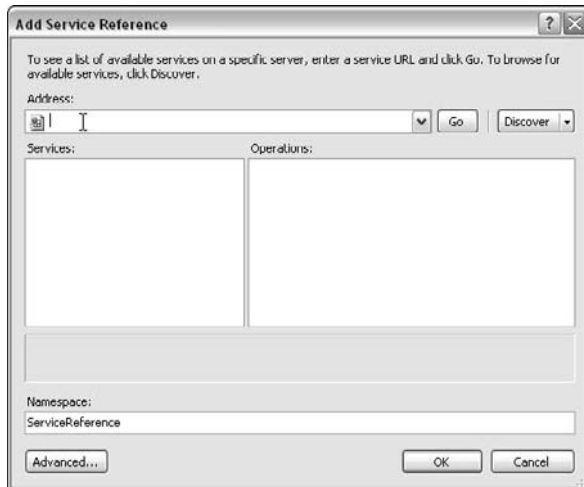 Add Service Reference
To see a list of available services on a specific server, enter a service URL and click Go. To browse for
available services, click Discover.
Address:
Go
Discover
Services:
Operations:
Namespace:
ServiceReference
Advanced...
OK
Cancel